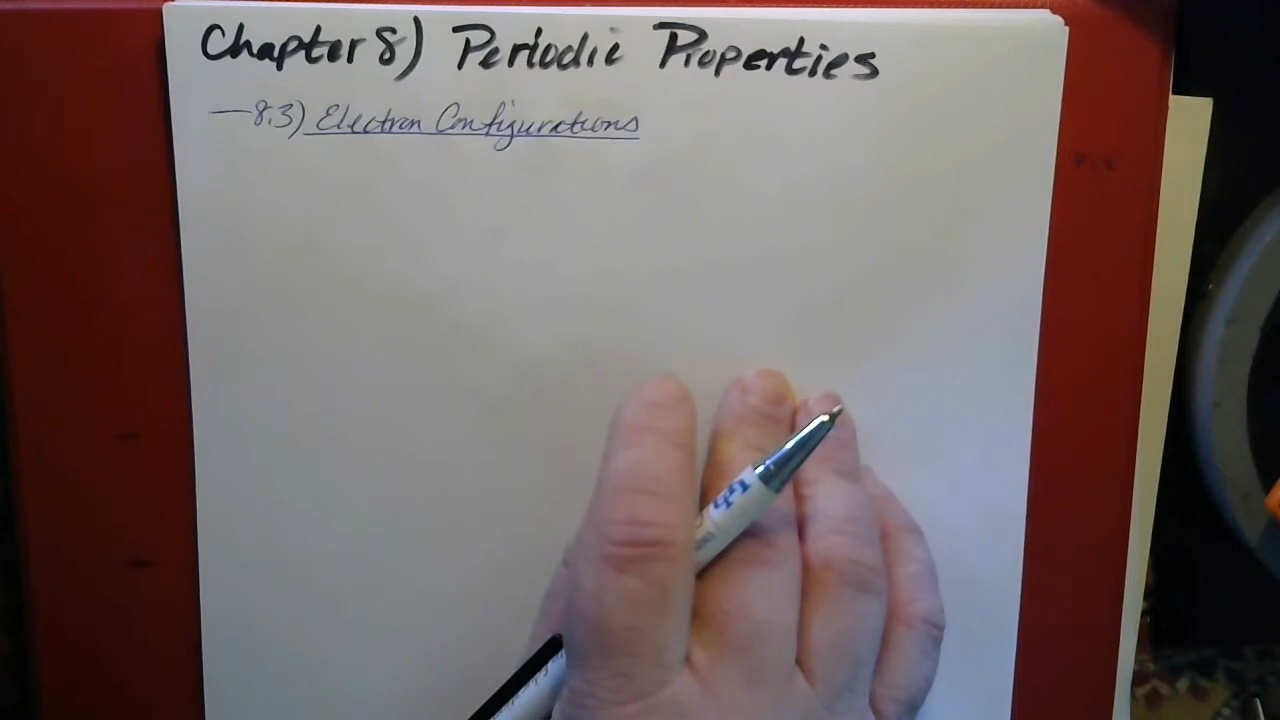 Chapter 8) Periodic Properties
—8.3) Electron Configurations